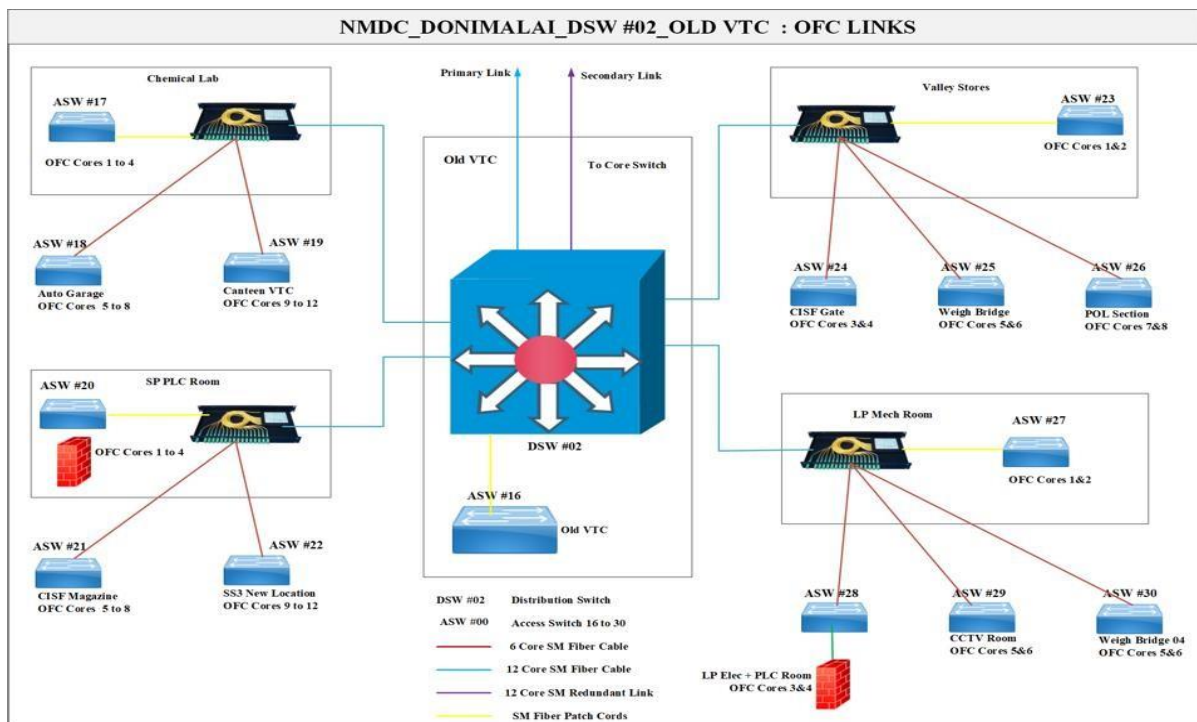 NMDC_DONIMALAI_DSW #02_OLD VTC : OFC LINKS
Chemical Lab
ASW #17
OFC Cores 1 to 4
ASW #18
Auto Garage
OFC Cores 5 to 8
ASW #19
Canteen VTC
OFC Cores 9 to 12
SP PLC Room
ASW #20
OFC Cores 1 to 4
ASW #21
CISF Magazine
OFC Cores 5 to 8
ASW #22
SS3 New Location
OFC Cores 9 to 12
Primary Link
Secondary Link
Old VTC
To Core Switch
DSW #02
ASW #16
Old VTC
DSW #02 Distribution Switch
ASW #00 Access Switch 16 to 30
6 Core SM Fiber Cable
12 Core SM Fiber Cable
12 Core SM Redundant Link
SM Fiber Patch Cords
Valley Stores
ASW #23
OFC Cores 1&2
ASW #24
CISF Gate
OFC Cores 3&4
ASW #25
Weigh Bridge
OFC Cores 5&6
ASW #26
POL Section
OFC Cores 7&8
LP Mech Room
ASW #27
OFC Cores 1&2
ASW #28
LP Elec + PLC Room
OFC Cores 3&4
ASW #29
CCTV Room
OFC Cores 5&6
ASW #30
Weigh Bridge 04
OFC Cores 5&6